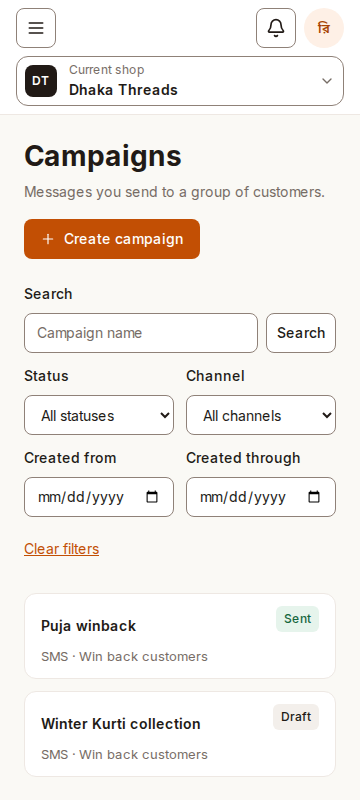 রি
DT
Current shop
Dhaka Threads
Campaigns
Messages you send to a group of customers.
+ Create campaign
Search
Campaign name
Search
Status
Channel
All statuses
All channels
Created from
Created through
mm/dd/yyyy
mm/dd/yyyy
Clear filters
Puja winback
Sent
SMS · Win back customers
Winter Kurti collection
Draft
SMS · Win back customers